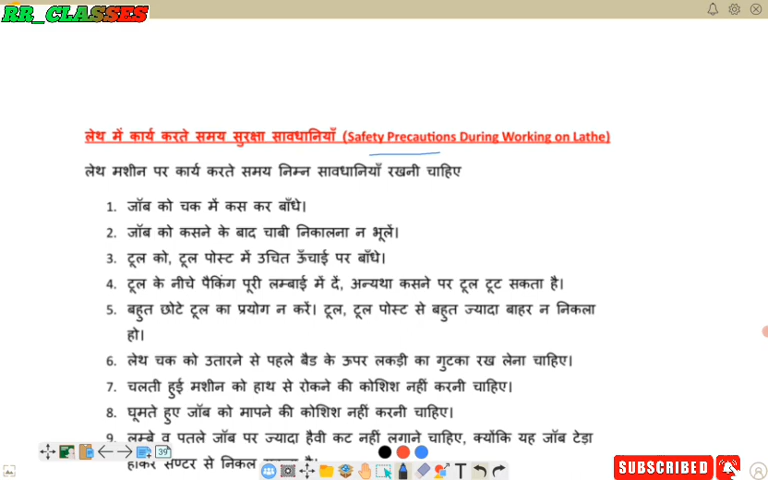 RR_CLASSES
लेथ में कार्य करते समय सुरक्षा सावधानियाँ (Safety Precautions During Working on Lathe)
लेथ मशीन पर कार्य करते समय निम्न सावधानियाँ रखनी चाहिए
1. जॉब को चक में कस कर बाँधे।
2. जॉब को कसने के बाद चाबी निकालना न भूलें।
3. टूल को, टूल पोस्ट में उचित ऊँचाई पर बाँधे।
4. टूल के नीचे पैकिंग पूरी लम्बाई में दें, अन्यथा कसने पर टूल टूट सकता है।
5. बहुत छोटे टूल का प्रयोग न करें। टूल, टूल पोस्ट से बहुत ज्यादा बाहर न निकला
हो।
6. लेथ चक को उतारने से पहले बैड के ऊपर लकड़ी का गुटका रख लेना चाहिए।
7. चलती हुई मशीन को हाथ से रोकने की कोशिश नहीं करनी चाहिए।
8. घूमते हुए जॉब को मापने की कोशिश नहीं करनी चाहिए।
9. लम्बे व पतले जॉब पर ज्यादा हैवी कट नहीं लगाने चाहिए, क्योंकि यह जॉब टेड़ा
होकर सेण्टर से निकल
39
T
SUBSCRIBED